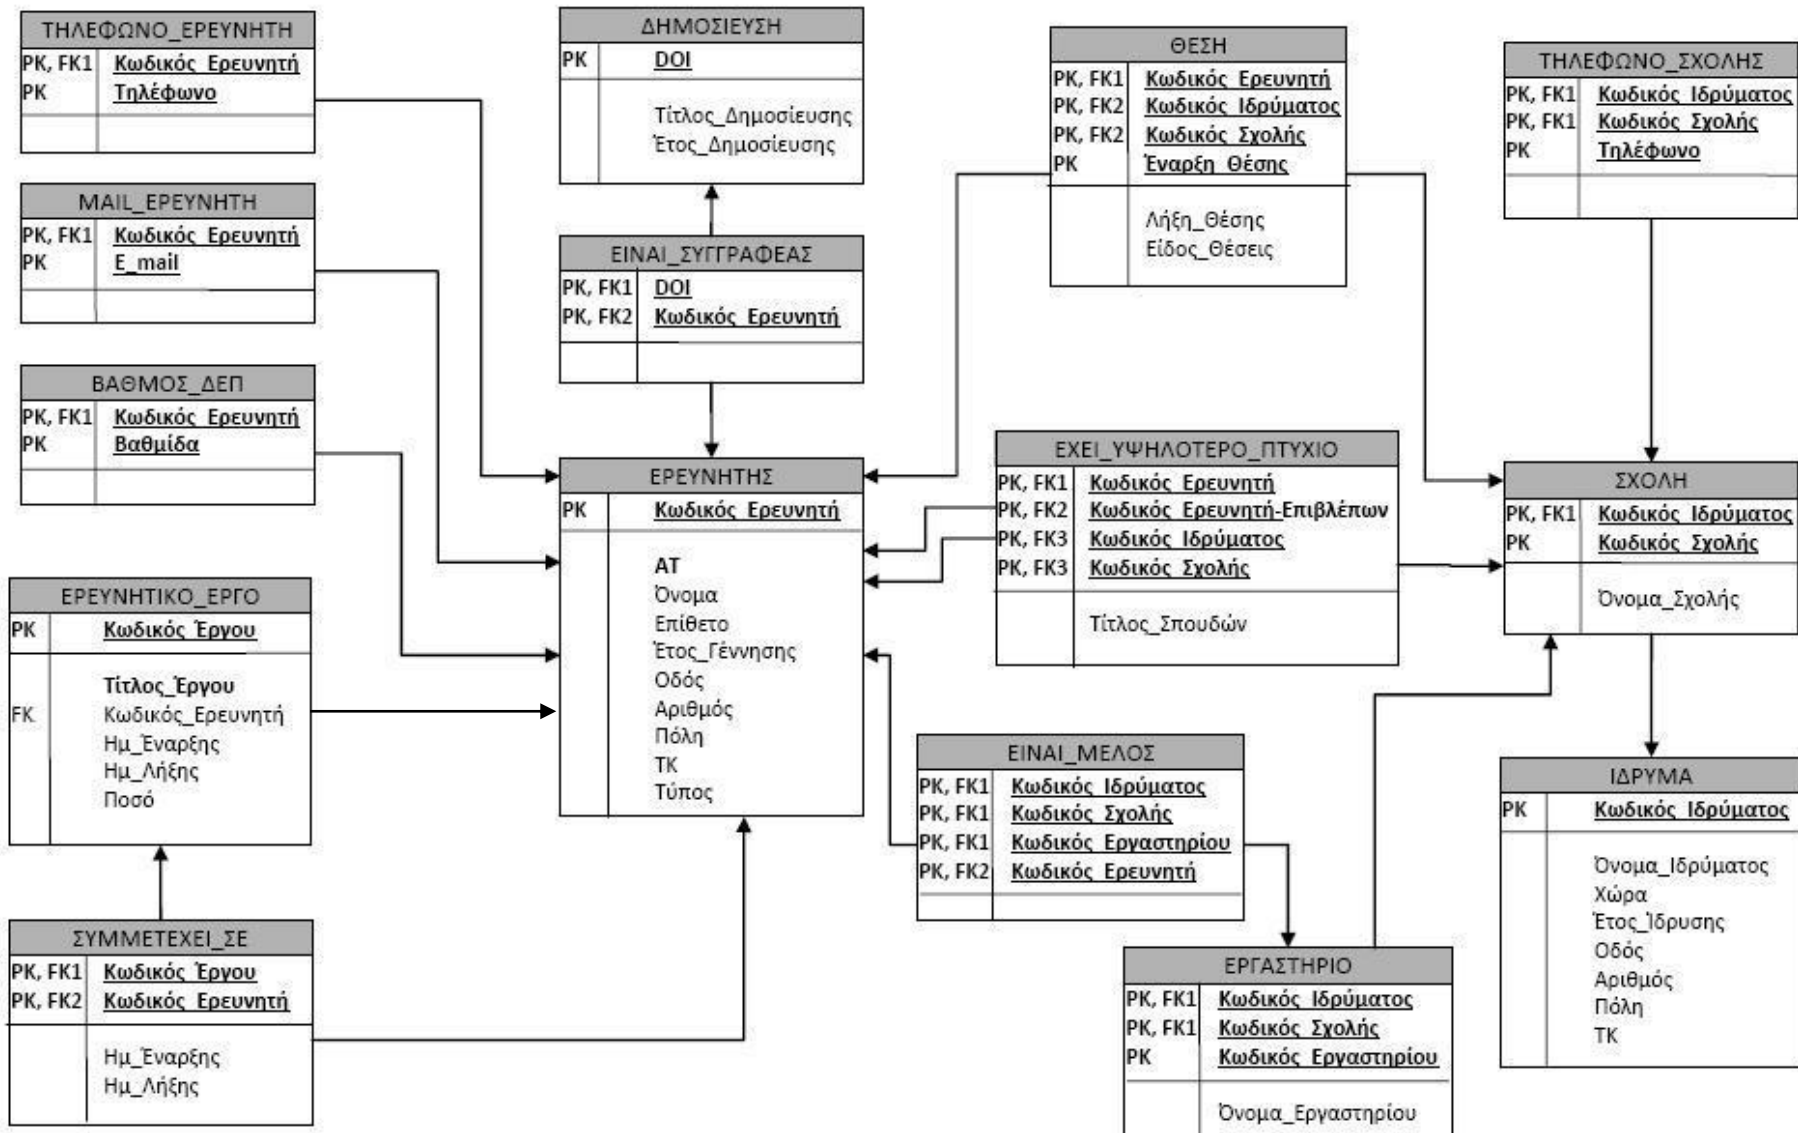 ΤΗΛΕΦΩΝΟ_ΕΡΕΥΝΗΤΗ
PK, FK1 Κωδικός_Ερευνητή
PK Τηλέφωνο
MAIL_ΕΡΕΥΝΗΤΗ
PK, FK1 Κωδικός_Ερευνητή
PK E_mail
ΒΑΘΜΟΣ_ΔΕΠ
PK, FK1 Κωδικός_Ερευνητή
PK Βαθμίδα
ΕΡΕΥΝΗΤΙΚΟ_ΕΡΓΟ
PK Κωδικός_Έργου
Τίτλος_Έργου
FK Κωδικός_Ερευνητή
Ημ_Έναρξης
Ημ_Λήξης
Ποσό
ΣΥΜΜΕΤΕΧΕΙ_ΣΕ
PK, FK1 Κωδικός_Έργου
PK, FK2 Κωδικός_Ερευνητή
Ημ_Έναρξης
Ημ_Λήξης
ΔΗΜΟΣΙΕΥΣΗ
PK DOI
Τίτλος_Δημοσίευσης
Έτος_Δημοσίευσης
ΕΙΝΑΙ_ΣΥΓΓΡΑΦΕΑΣ
PK, FK1 DOI
PK, FK2 Κωδικός_Ερευνητή
ΕΡΕΥΝΗΤΗΣ
PK Κωδικός_Ερευνητή
ΑΤ
Όνομα
Επίθετο
Έτος_Γέννησης
Οδός
Αριθμός
Πόλη
ΤΚ
Τύπος
ΘΕΣΗ
PK, FK1 Κωδικός_Ερευνητή
PK, FK2 Κωδικός_Ιδρύματος
PK, FK2 Κωδικός_Σχολής
PK Έναρξη_Θέσης
Λήξη_Θέσης
Είδος_Θέσεις
ΕΧΕΙ_ΥΨΗΛΟΤΕΡΟ_ΠΤΥΧΙΟ
PK, FK1 Κωδικός_Ερευνητή
PK, FK2 Κωδικός_Ερευνητή-Επιβλέπων
PK, FK3 Κωδικός_Ιδρύματος
PK, FK3 Κωδικός_Σχολής
Τίτλος_Σπουδών
ΕΙΝΑΙ_ΜΕΛΟΣ
PK, FK1 Κωδικός_Ιδρύματος
PK, FK1 Κωδικός_Σχολής
PK, FK1 Κωδικός_Εργαστηρίου
PK, FK2 Κωδικός_Ερευνητή
ΕΡΓΑΣΤΗΡΙΟ
PK, FK1 Κωδικός_Ιδρύματος
PK, FK1 Κωδικός_Σχολής
PK Κωδικός_Εργαστηρίου
Όνομα_Εργαστηρίου
ΤΗΛΕΦΩΝΟ_ΣΧΟΛΗΣ
PK, FK1 Κωδικός_Ιδρύματος
PK, FK1 Κωδικός_Σχολής
PK Τηλέφωνο
ΣΧΟΛΗ
PK, FK1 Κωδικός_Ιδρύματος
PK Κωδικός_Σχολής
Όνομα_Σχολής
ΙΔΡΥΜΑ
PK Κωδικός_Ιδρύματος
Όνομα_Ιδρύματος
Χώρα
Έτος_Ίδρυσης
Οδός
Αριθμός
Πόλη
ΤΚ